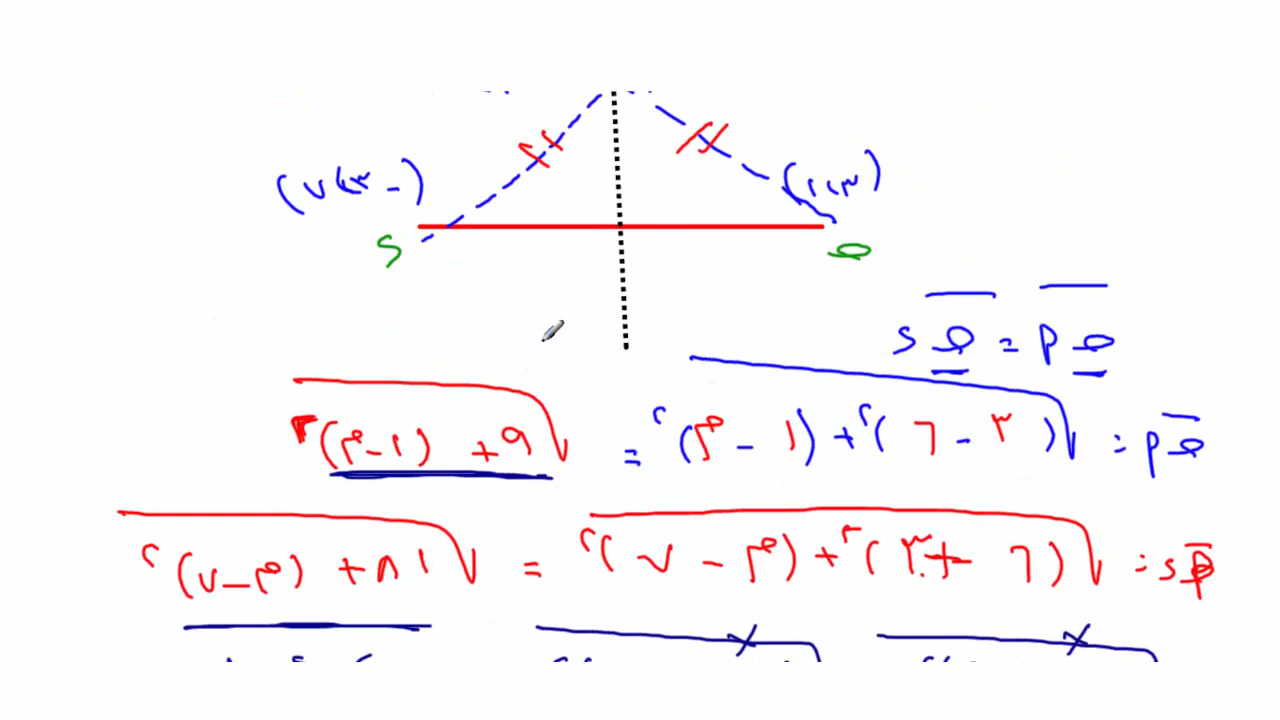 (٣ ، ١)
(-٣ ، ٧)
هـ
د
هـ أ = هـ د
هـ أ = √((٣ - ٦)² + (١ - م)²) = √(٩ + (١ - م)²)
أ د = √((٦ + ٣)² + (م - ٧)²) = √(٨١ + (م - ٧)²)